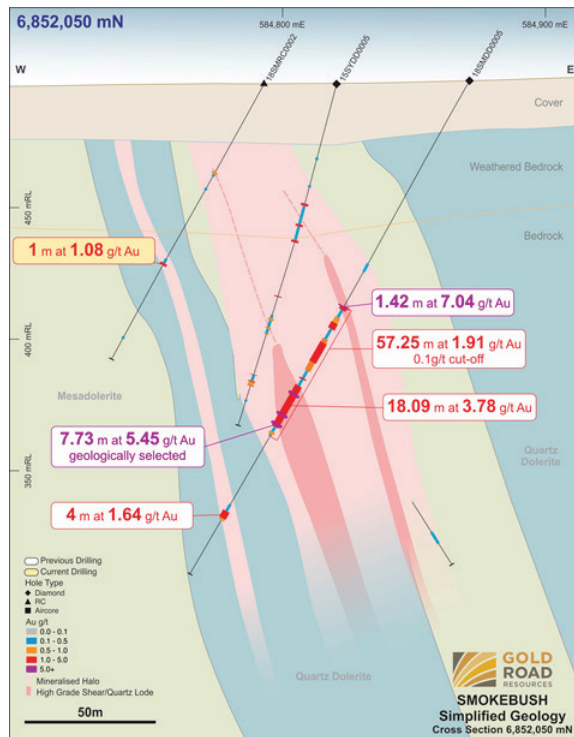 6,852,050 mN
584,800 mE
584,900 mE
W
18SMRC0002
15SYDD0005
18SMDD0005
E
Cover
Weathered Bedrock
450 mRL
Bedrock
1 m at 1.08 g/t Au
1.42 m at 7.04 g/t Au
400 mRL
57.25 m at 1.91 g/t Au
0.1g/t cut-off
Mesadolerite
18.09 m at 3.78 g/t Au
7.73 m at 5.45 g/t Au
geologically selected
350 mRL
Quartz
Dolerite
4 m at 1.64 g/t Au
Previous Drilling
Current Drilling
Hole Type
Diamond
RC
Aircore
Au g/t
0.0 - 0.1
0.1 - 0.5
0.5 - 1.0
1.0 - 5.0
5.0+
Mineralised Halo
High Grade Shear/Quartz Lode
50m
Quartz Dolerite
GOLD
ROAD
RESOURCES
SMOKEBUSH
Simplified Geology
Cross Section 6,852,050 mN